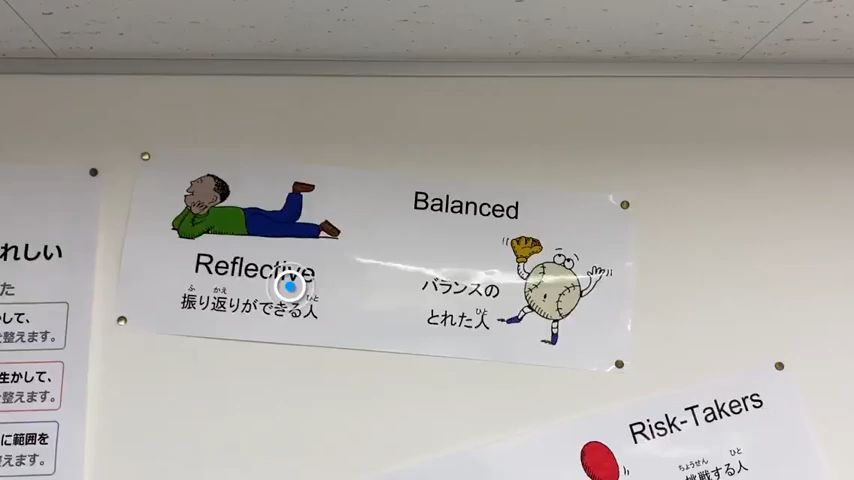 れしい
た
して、
整えます。
生かして、
整えます。
に範囲を
えます。
Reflective
振り返りができる人
Balanced
バランスの
とれた人
Risk-Takers
挑戦する人